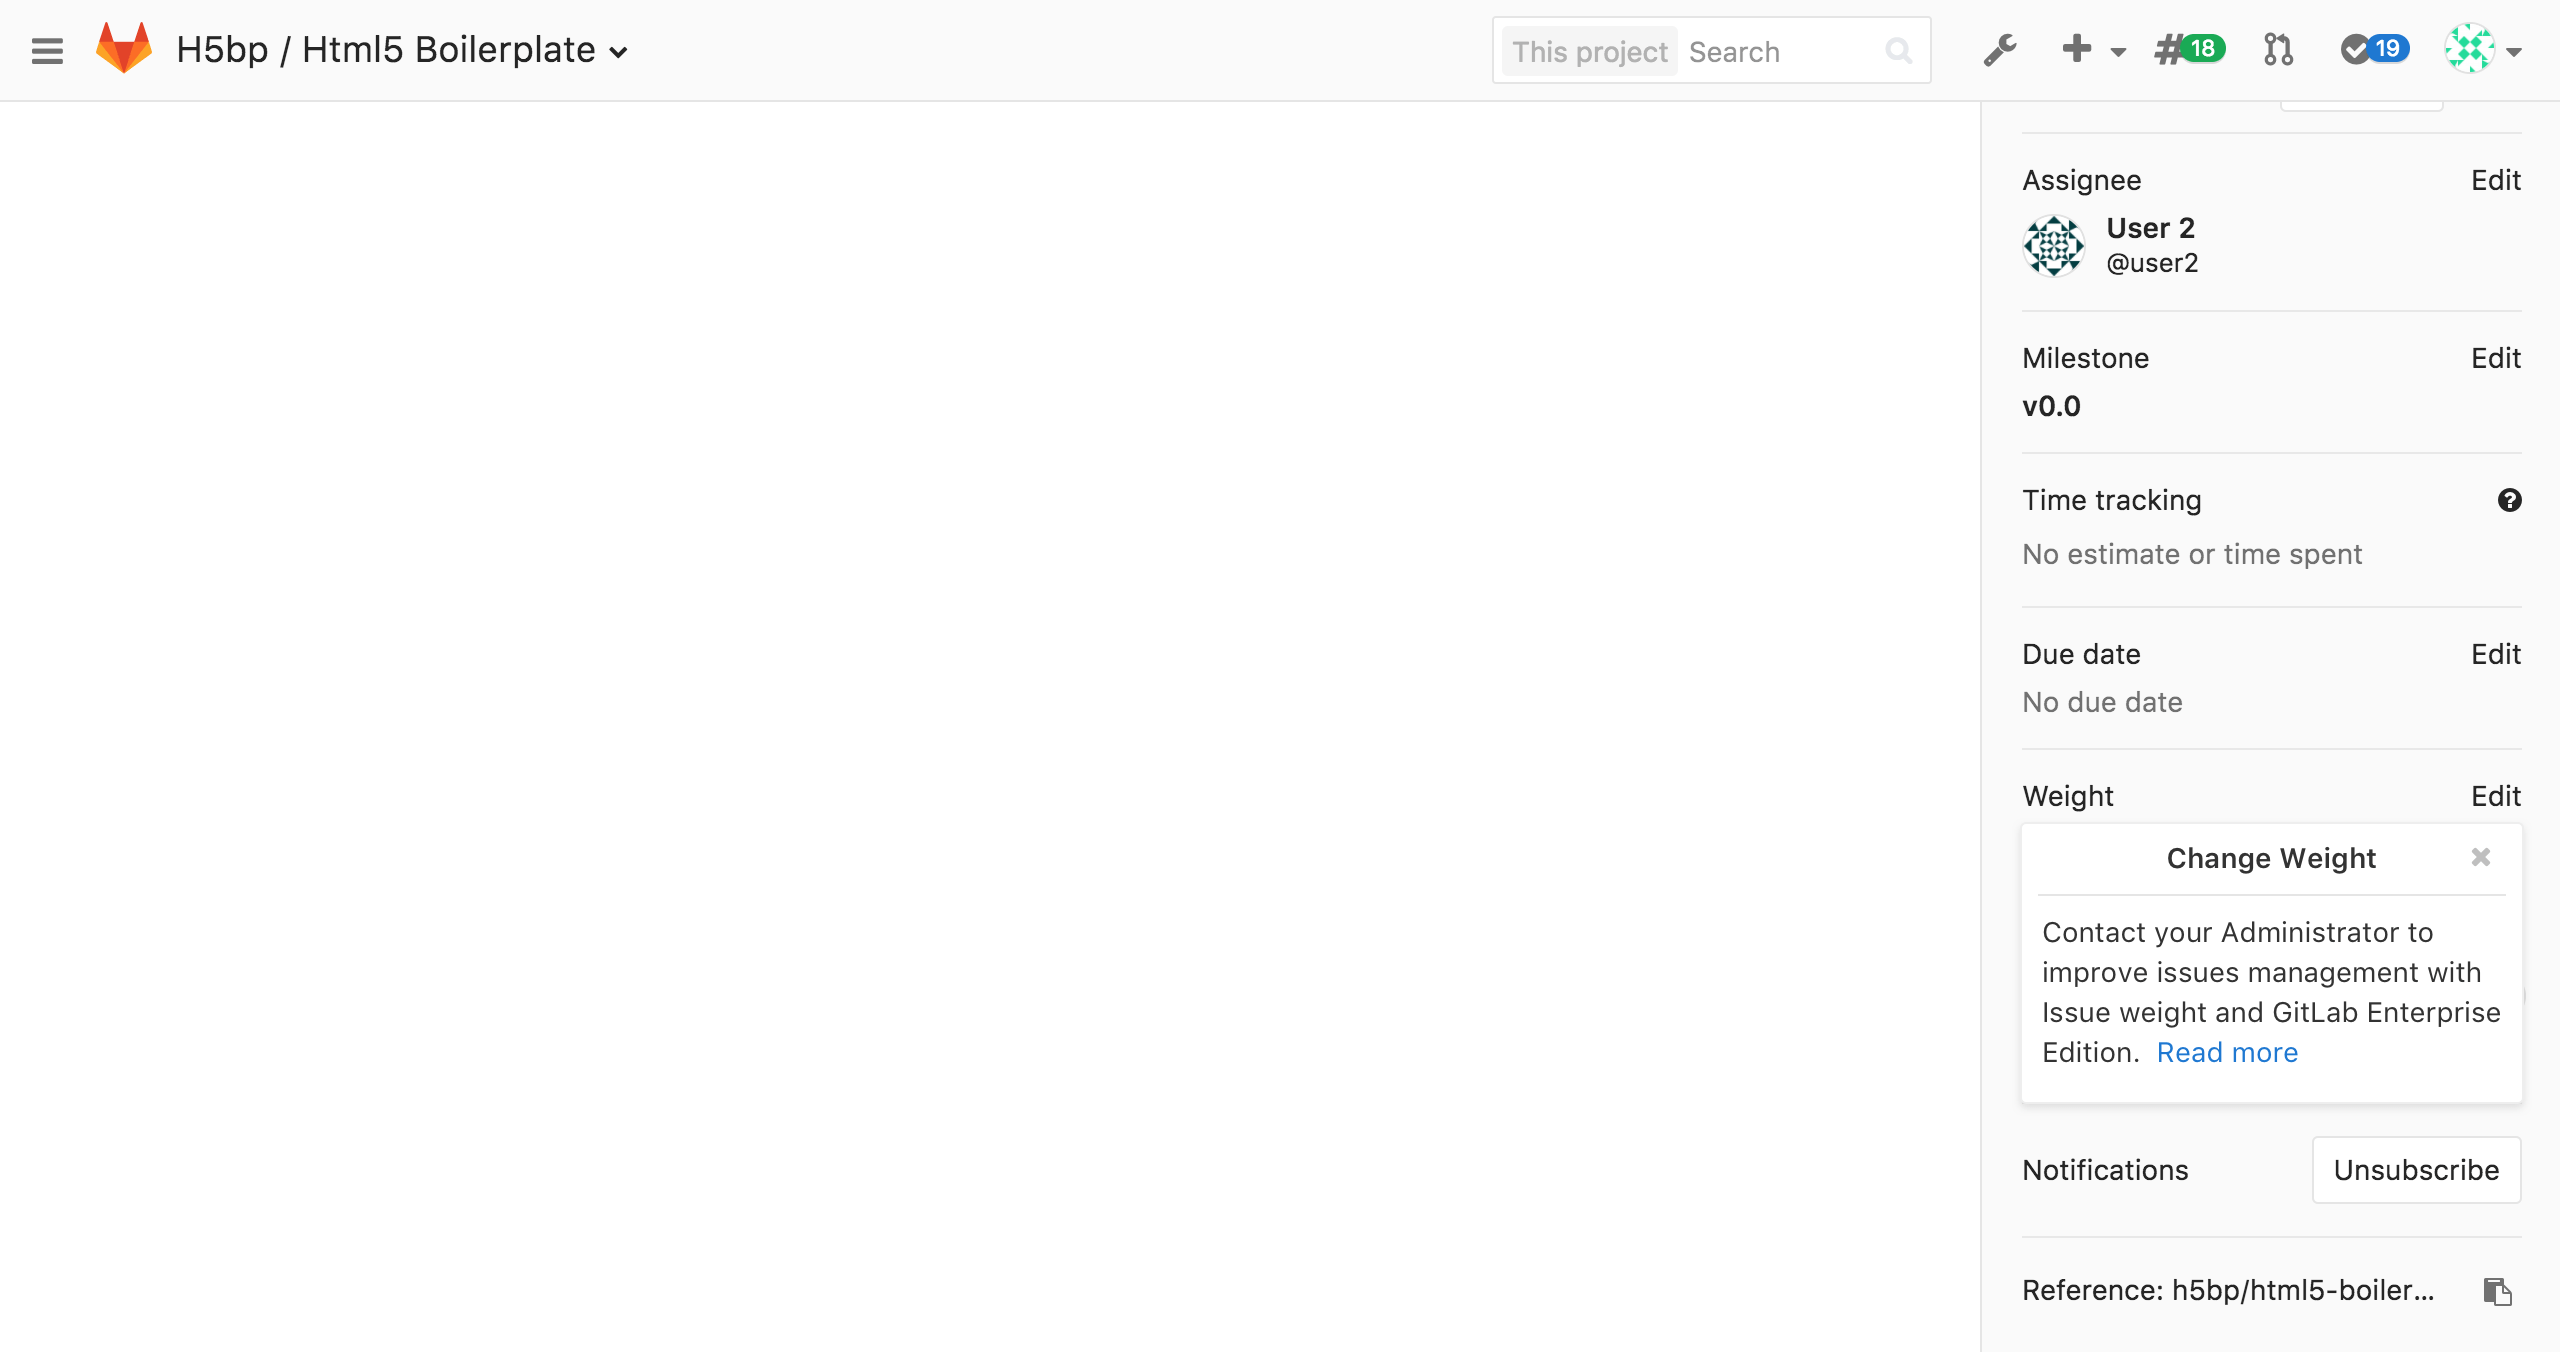 H5bp / Html5 Boilerplate
This project Search
18
19
Assignee Edit
User 2
@user2
Milestone Edit
v0.0
Time tracking
No estimate or time spent
Due date Edit
No due date
Weight Edit
Change Weight
Contact your Administrator to
improve issues management with
Issue weight and GitLab Enterprise
Edition. Read more
Notifications Unsubscribe
Reference: h5bp/html5-boiler...